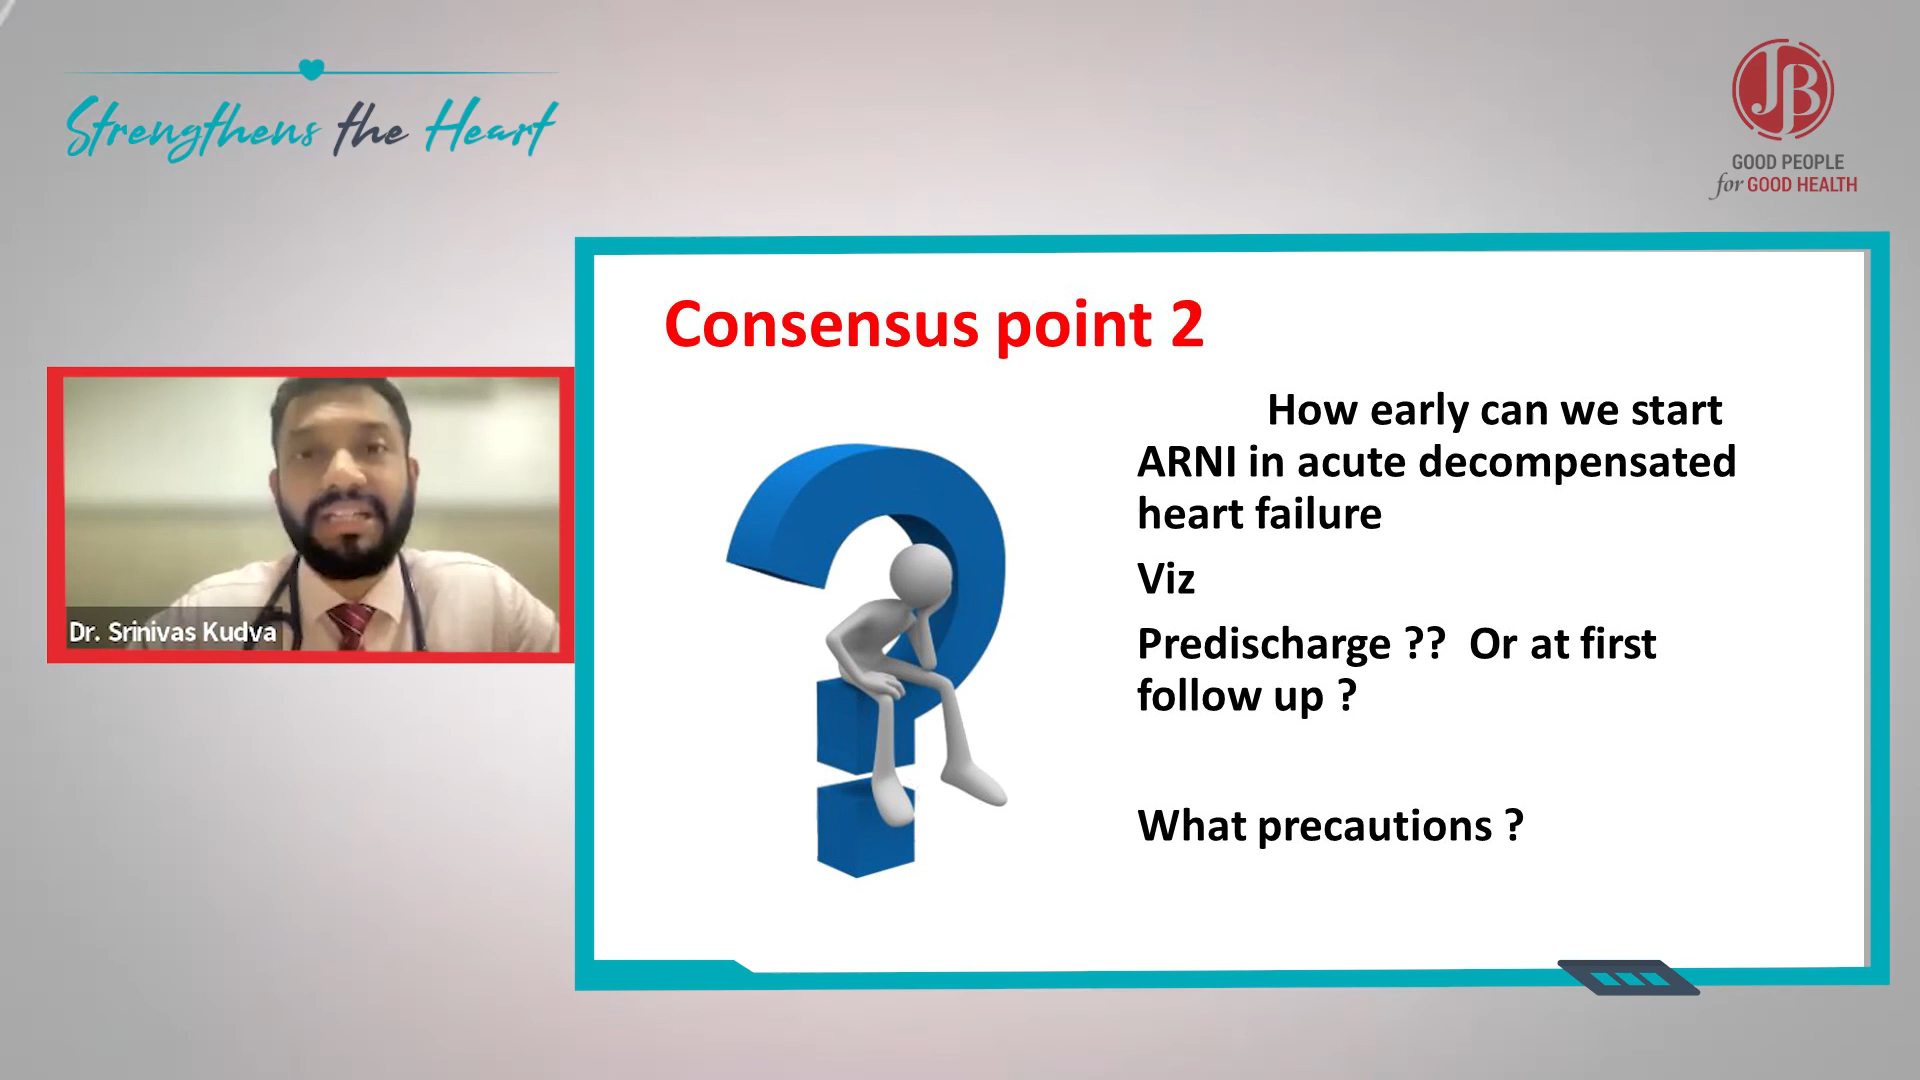 Strengthens the Heart
JB
GOOD PEOPLE
for GOOD HEALTH
Consensus point 2
How early can we start
ARNI in acute decompensated
heart failure
Viz
Predischarge ?? Or at first
follow up ?
What precautions ?
Dr. Srinivas Kudva